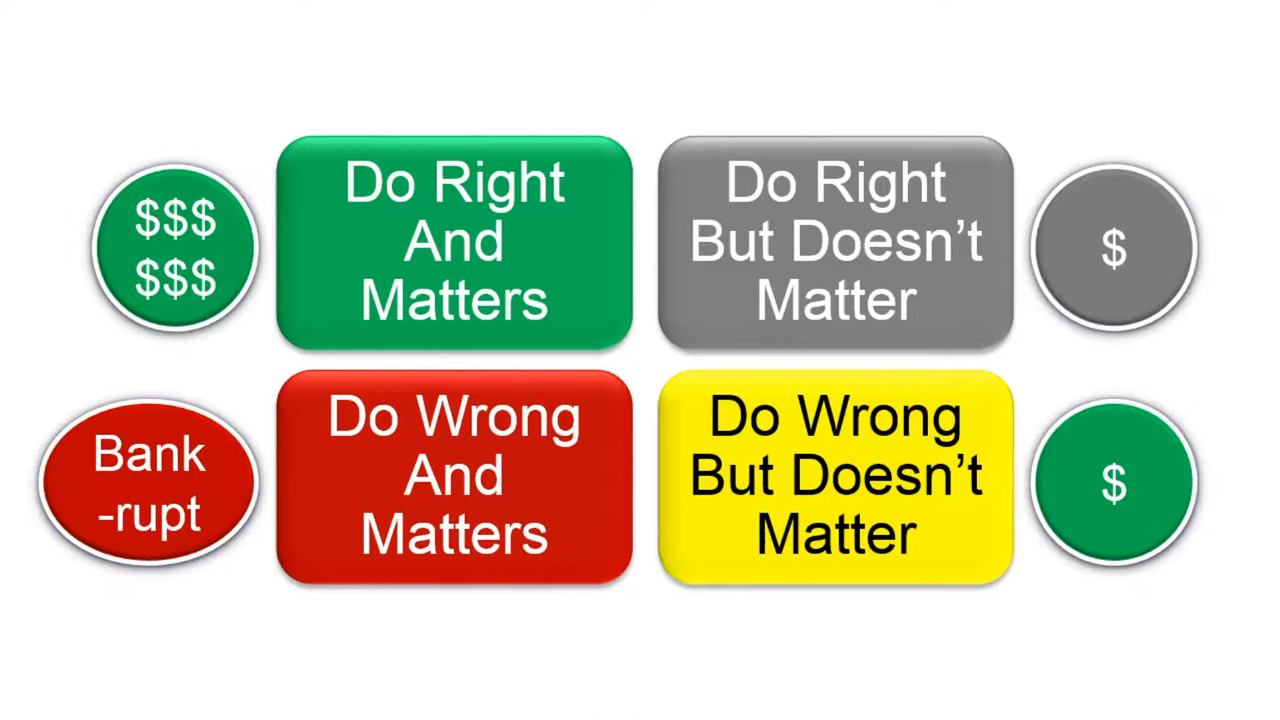 $$$
$$$
Do Right
And
Matters
Do Right
But Doesn’t
Matter
$
Bank
-rupt
Do Wrong
And
Matters
Do Wrong
But Doesn’t
Matter
$